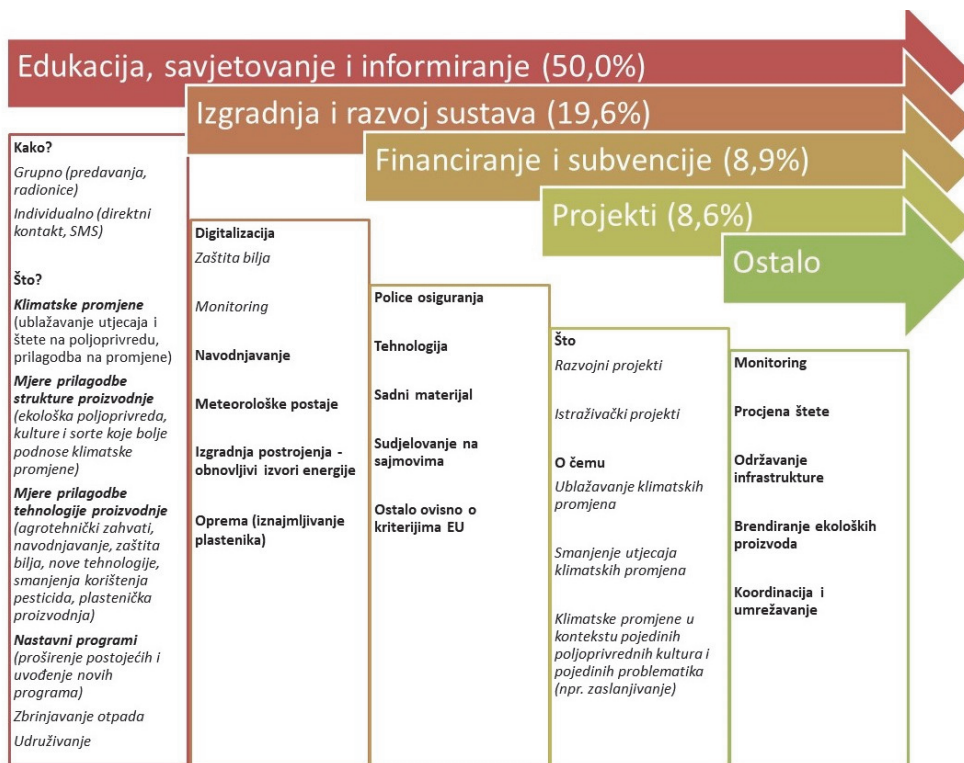 Edukacija, savjetovanje i informiranje (50,0%)
Izgradnja i razvoj sustava (19,6%)
Financiranje i subvencije (8,9%)
Projekti (8,6%)
Ostalo
Kako?
Grupno (predavanja,
radionice)
Individualno (direktni
kontakt, SMS)
Što?
Klimatske promjene
(ublažavanje utjecaja i
štete na poljoprivredu,
prilagodba na promjene)
Mjere prilagodbe
strukture proizvodnje
(ekološka poljoprivreda,
kulture i sorte koje bolje
podnose klimatske
promjene)
Mjere prilagodbe
tehnologije proizvodnje
(agrotehnički zahvati,
navodnjavanje, zaštita
bilja, nove tehnologije,
smanjenja korištenja
pesticida, plastenička
proizvodnja)
Nastavni programi
(proširenje postojećih i
uvođenje novih
programa)
Zbrinjavanje otpada
Udruživanje
Digitalizacija
Zaštita bilja
Monitoring
Navodnjavanje
Meteorološke postaje
Izgradnja postrojenja -
obnovljivi izvori energije
Oprema (iznajmljivanje
plastenika)
Police osiguranja
Tehnologija
Sadni materijal
Sudjelovanje na
sajmovima
Ostalo ovisno o
kriterijima EU
Što
Razvojni projekti
Istraživački projekti
O čemu
Ublažavanje klimatskih
promjena
Smanjenje utjecaja
klimatskih promjena
Klimatske promjene u
kontekstu pojedinih
poljoprivrednih kultura i
pojedinih problematika
(npr. zaslanjivanje)
Monitoring
Procjena štete
Održavanje
infrastrukture
Brendiranje ekoloških
proizvoda
Koordinacija i
umrežavanje